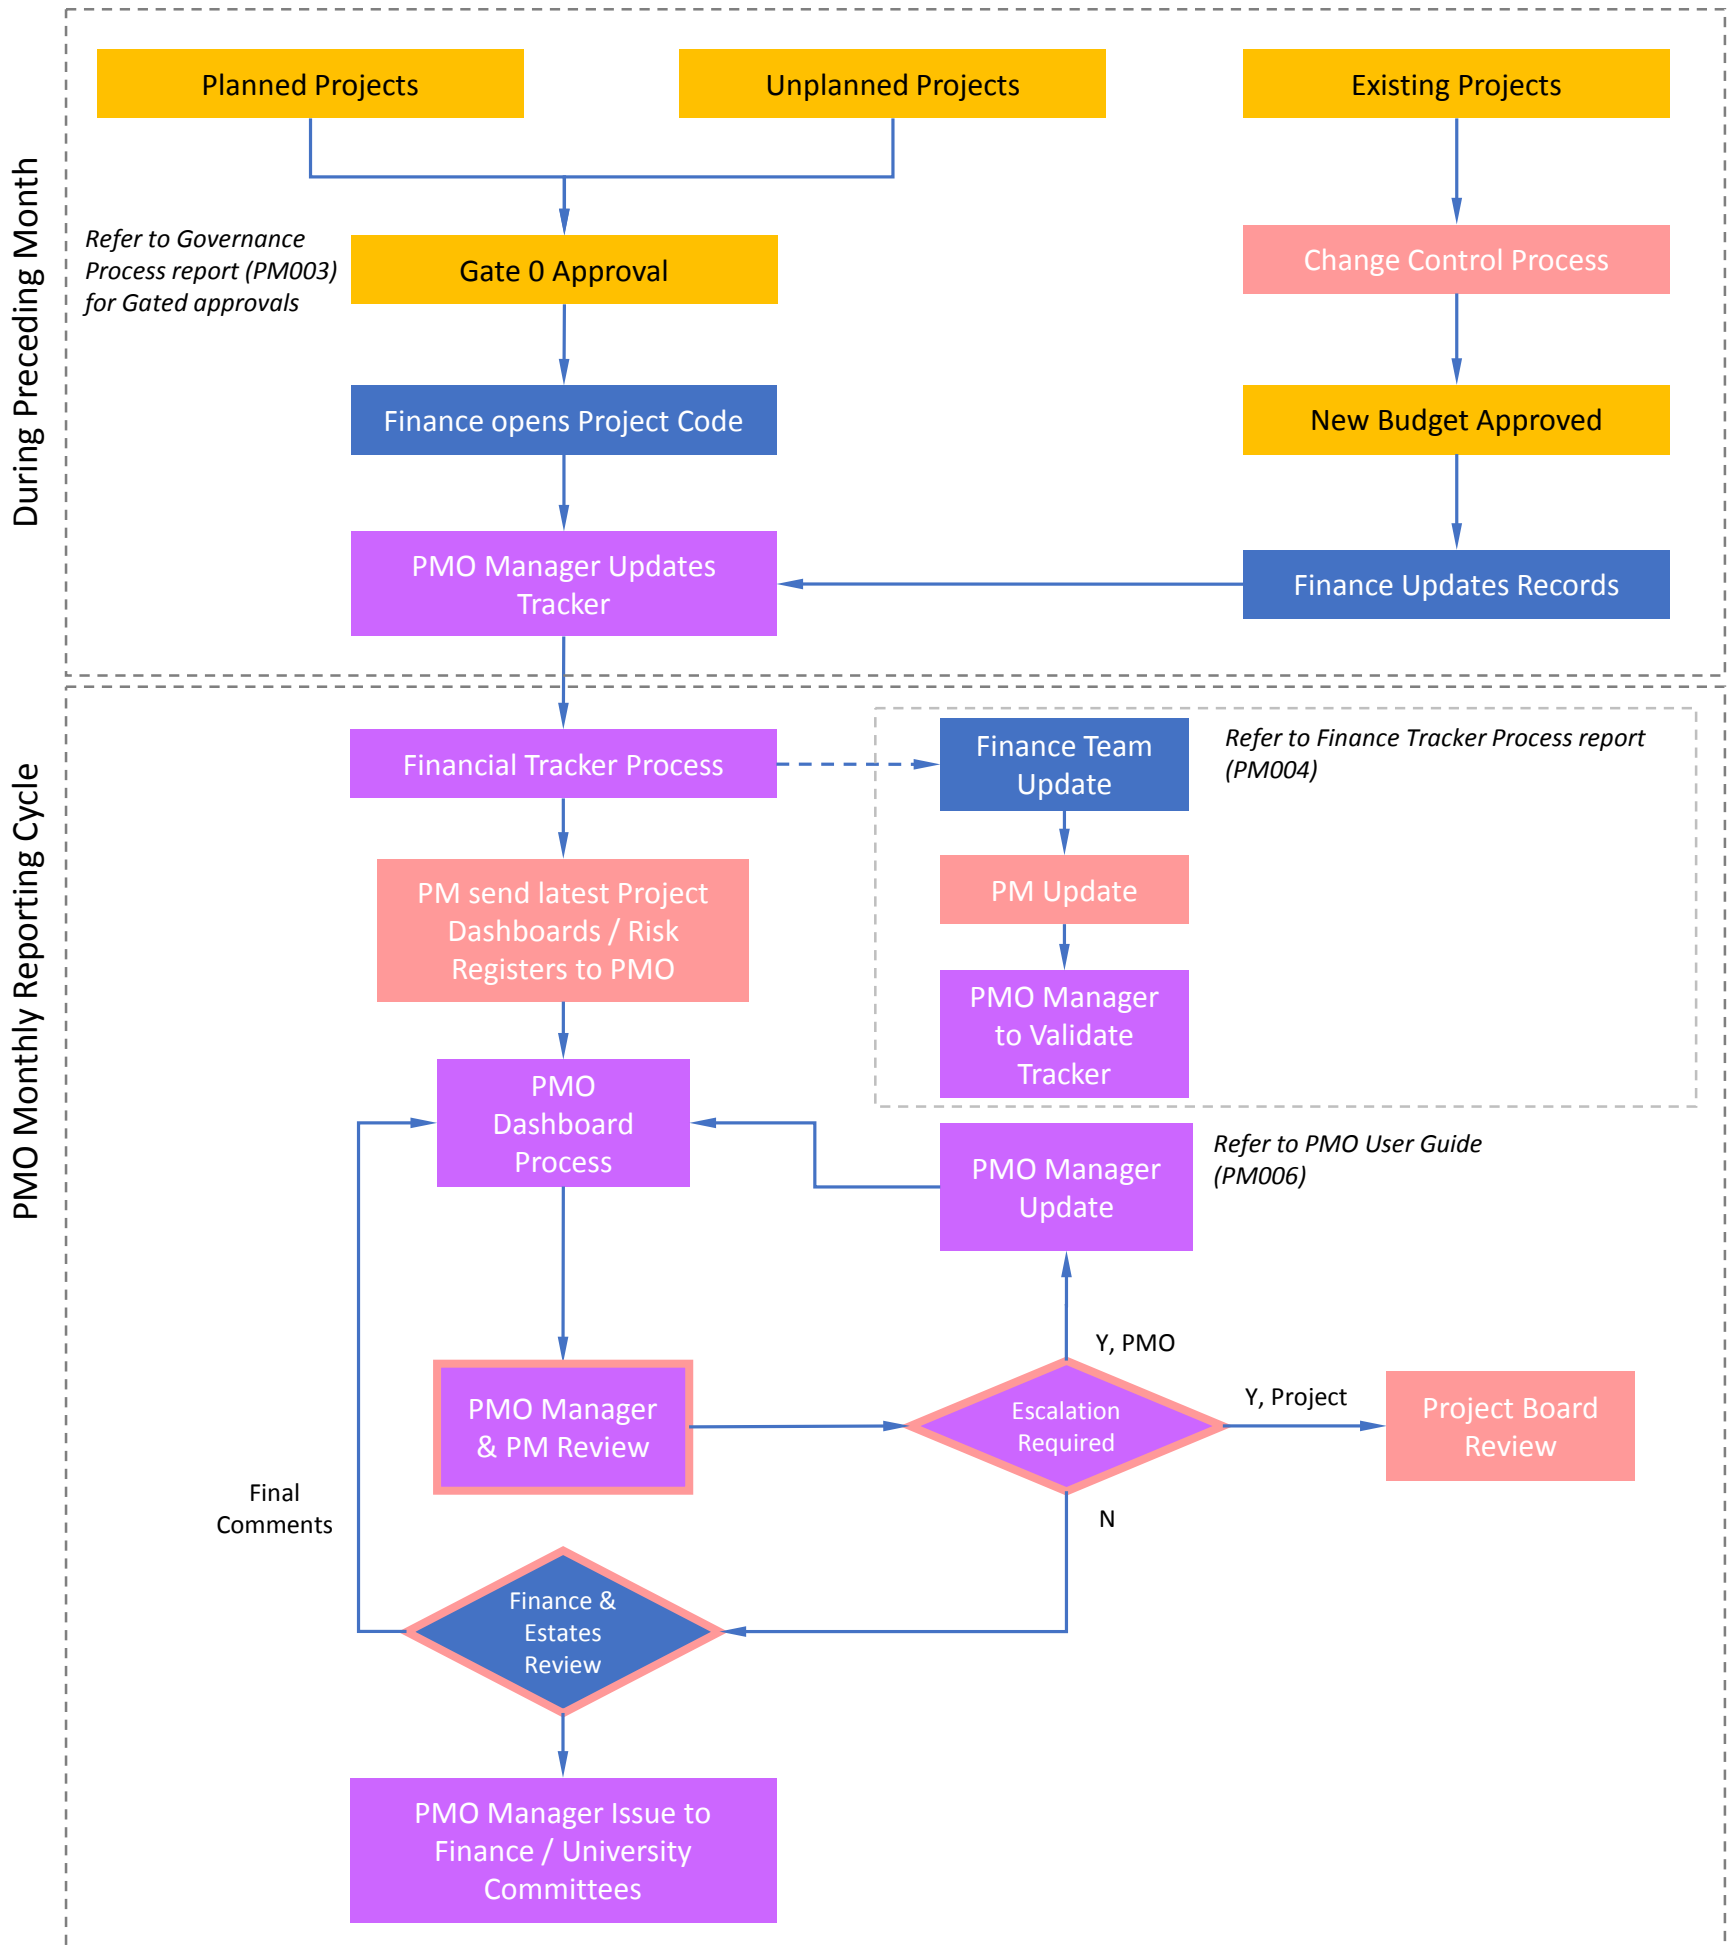 During Preceding Month
Planned Projects
Unplanned Projects
Existing Projects
Refer to Governance
Process report (PM003)
for Gated approvals
Gate 0 Approval
Change Control Process
Finance opens Project Code
New Budget Approved
PMO Manager Updates
Tracker
Finance Updates Records
PMO Monthly Reporting Cycle
Financial Tracker Process
Finance Team
Update
Refer to Finance Tracker Process report
(PM004)
PM send latest Project
Dashboards / Risk
Registers to PMO
PM Update
PMO Manager
to Validate
Tracker
PMO
Dashboard
Process
PMO Manager
Update
Refer to PMO User Guide
(PM006)
Y, PMO
PMO Manager
& PM Review
Escalation
Required
Y, Project
Project Board
Review
Final
Comments
N
Finance &
Estates
Review
PMO Manager Issue to
Finance / University
Committees